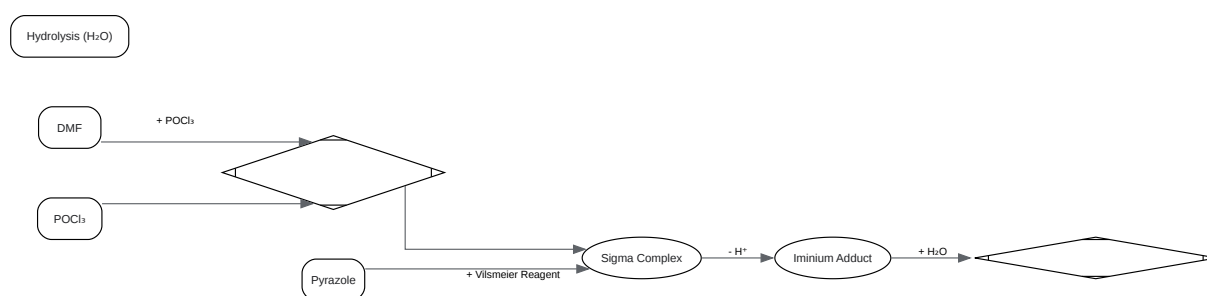 Hydrolysis (H₂O)
DMF
+ POCl₃
POCl₃
Pyrazole
+ Vilsmeier Reagent
Sigma Complex
- H⁺
Iminium Adduct
+ H₂O